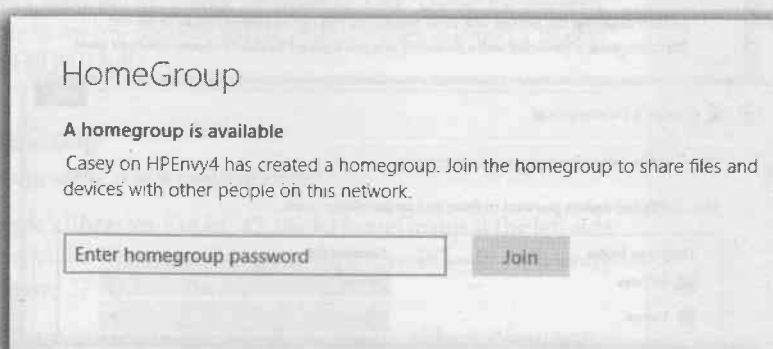 HomeGroup
A homegroup is available
Casey on HPEnvy4 has created a homegroup. Join the homegroup to share files and
devices with other people on this network.
Enter homegroup password
Join